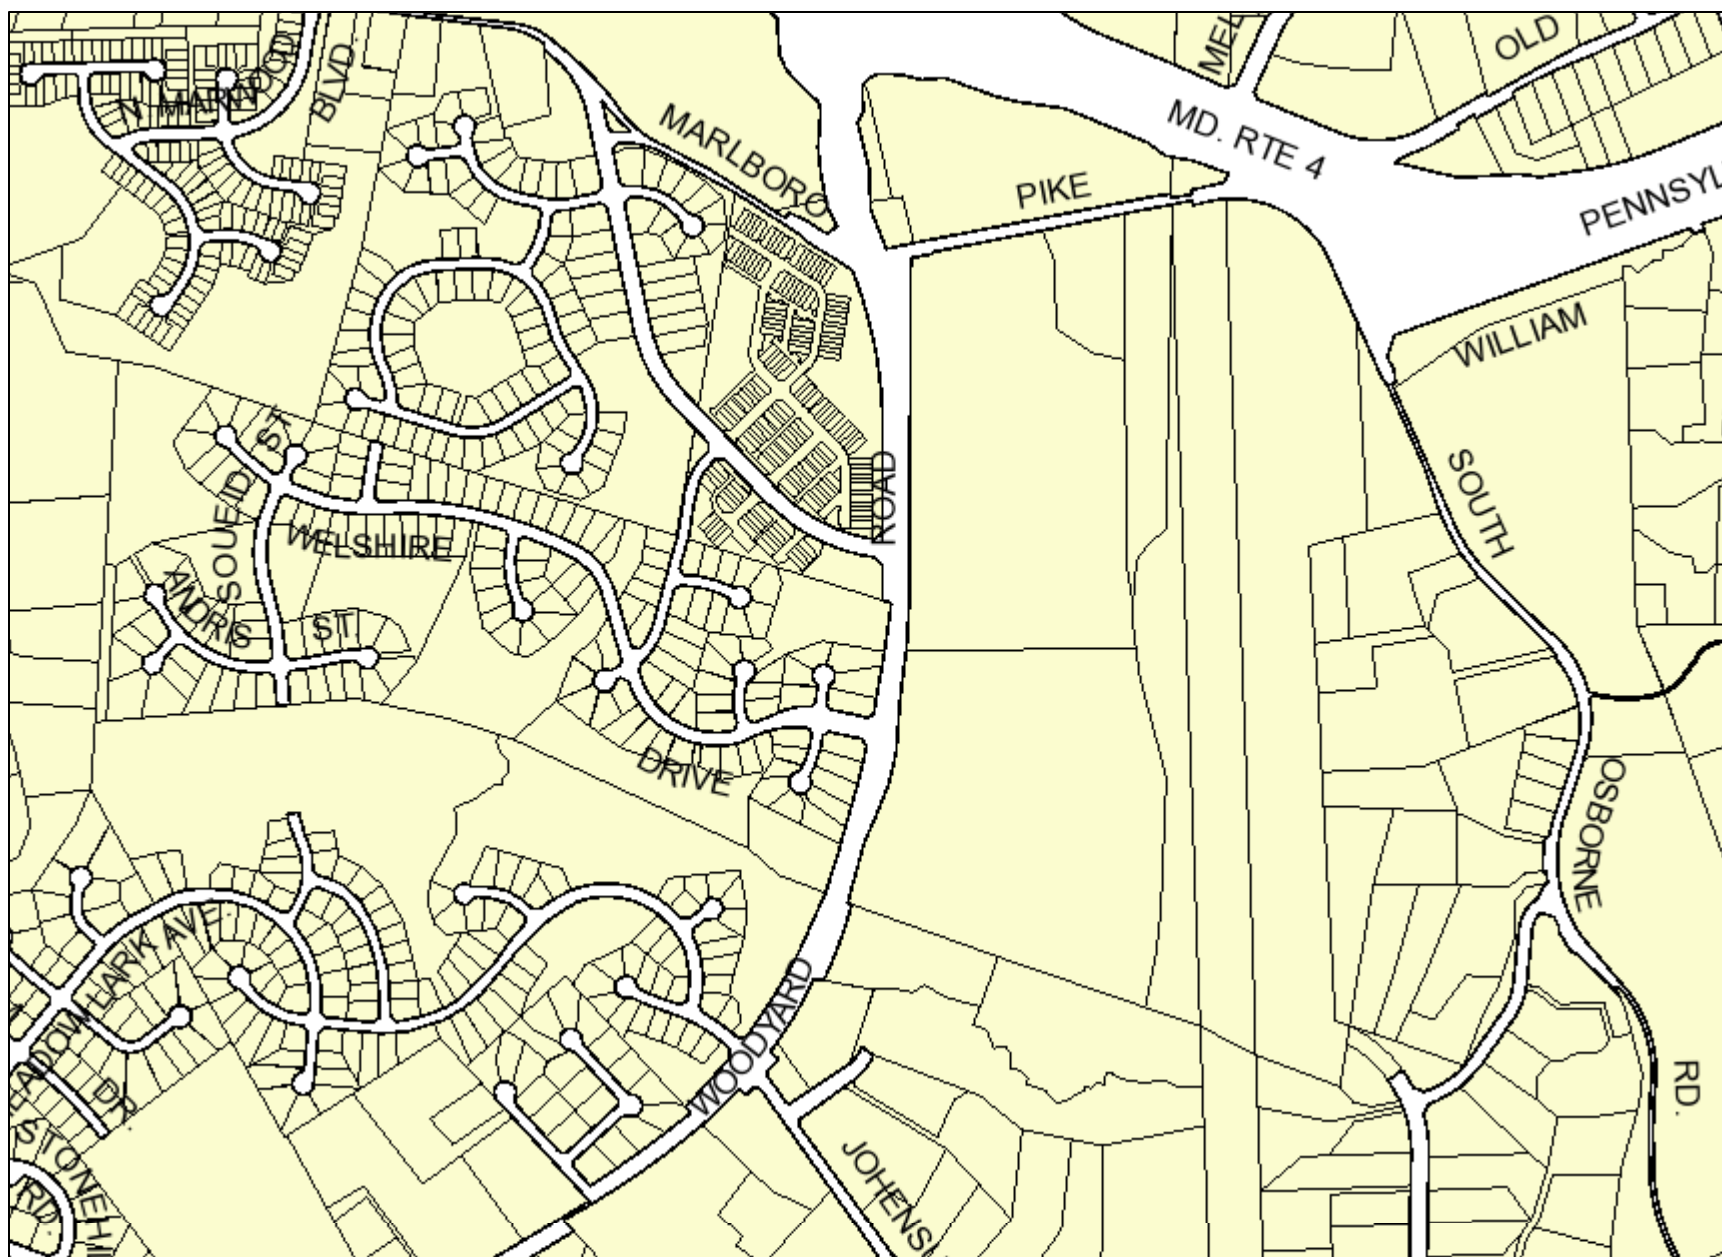 MEL
OLD
N. MARWOOD
BLVD.
MD. RTE 4
MARLBORO
PIKE
PENNSYL
WILLIAM
SOUEID ST.
ROAD
SOUTH
WELSHIRE
ANDRIS ST.
DRIVE
OSBORNE
LARK AVE.
WOODYARD
RD.
DR.
JOHENS
STONEHI
RD.